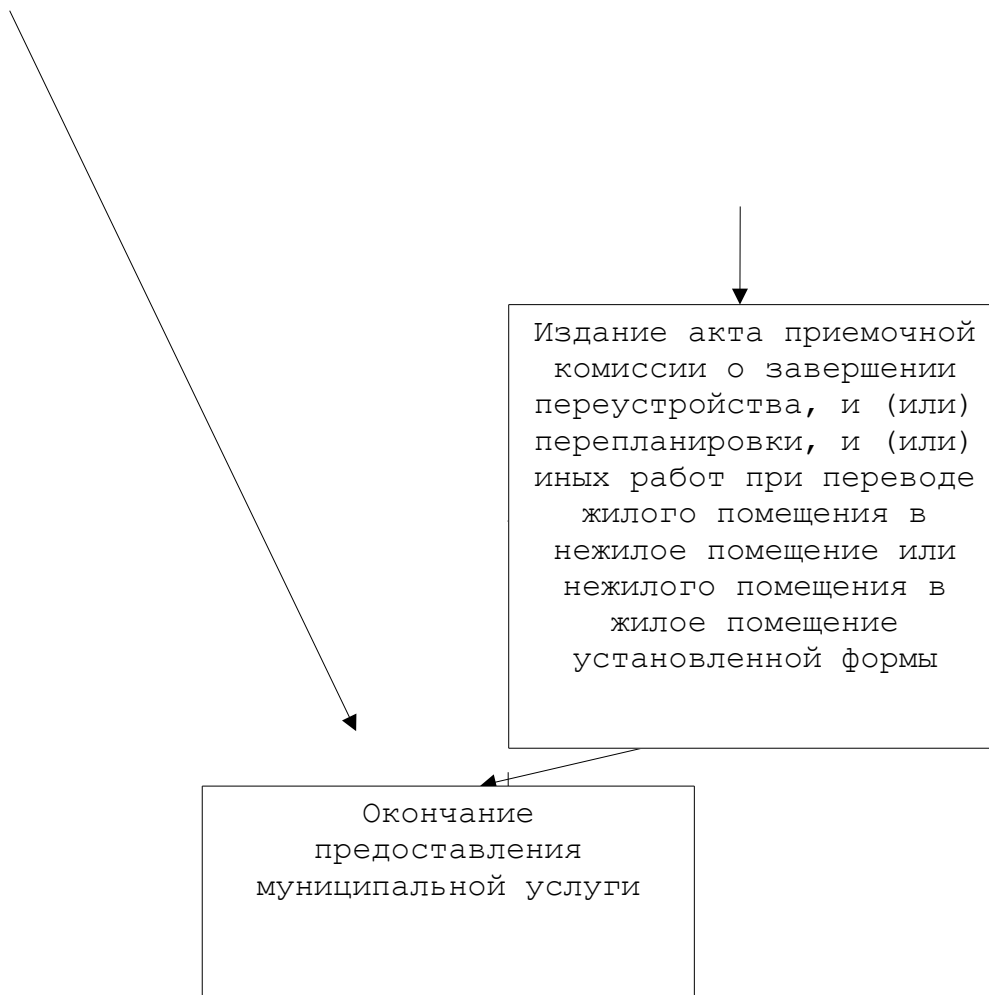 Издание акта приемочной
комиссии о завершении
переустройства, и (или)
перепланировки, и (или)
иных работ при переводе
жилого помещения в
нежилое помещение или
нежилого помещения в
жилое помещение
установленной формы
Окончание
предоставления
муниципальной услуги